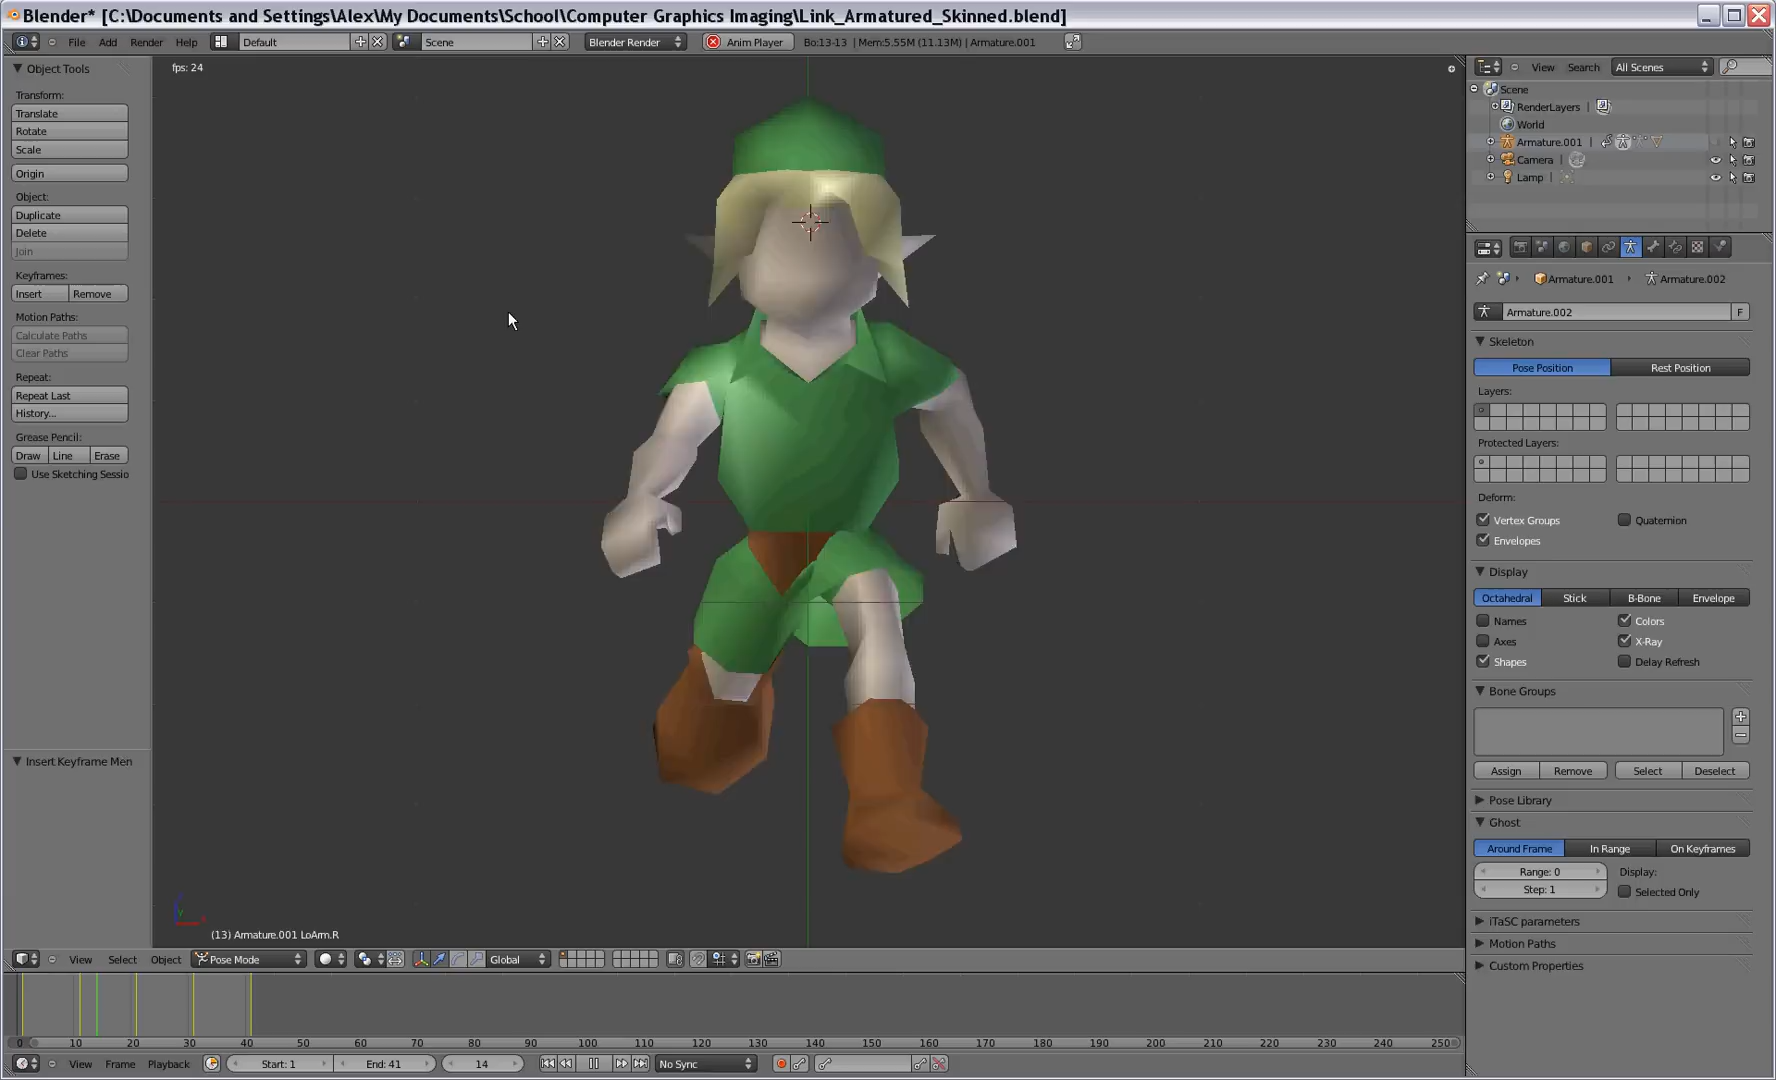 Blender* [C:\Documents and Settings\Alex\My Documents\School\Computer Graphics Imaging\Link_Armatured_Skinned.blend]
File Add Render Help Default Scene Blender Render Anim Player Bo:13-13 | Mem:5.55M (11.13M) | Armature.001
Object Tools
Transform:
Translate
Rotate
Scale
Origin
Object:
Duplicate
Delete
Join
Keyframes:
Insert Remove
Motion Paths:
Calculate Paths
Clear Paths
Repeat:
Repeat Last
History...
Grease Pencil:
Draw Line Erase
Use Sketching Sessio
Insert Keyframe Men
fps: 24
(13) Armature.001 LoArm.R
View Search All Scenes
Scene
RenderLayers
World
Armature.001
Camera
Lamp
Armature.001 Armature.002
Armature.002 F
Skeleton
Pose Position Rest Position
Layers:
Protected Layers:
Deform:
Vertex Groups Quaternion
Envelopes
Display
Octahedral Stick B-Bone Envelope
Names Colors
Axes X-Ray
Shapes Delay Refresh
Bone Groups
Assign Remove Select Deselect
Pose Library
Ghost
Around Frame In Range On Keyframes
Range: 0 Display:
Step: 1 Selected Only
iTaSC parameters
Motion Paths
Custom Properties
View Select Object Pose Mode Global
0 10 20 30 40 50 60 70 80 90 100 110 120 130 140 150 160 170 180 190 200 210 220 230 240 250
View Frame Playback Start: 1 End: 41 14 No Sync